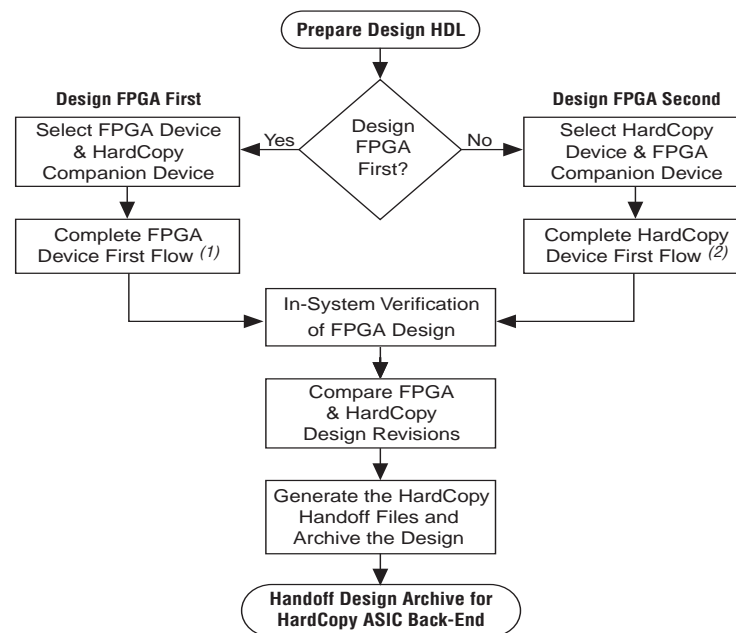 Prepare Design HDL
Design FPGA First
Design FPGA Second
Select FPGA Device
& HardCopy
Companion Device
Yes
Design
FPGA
First?
No
Select HardCopy
Device & FPGA
Companion Device
Complete FPGA
Device First Flow (1)
Complete HardCopy
Device First Flow (2)
In-System Verification
of FPGA Design
Compare FPGA
& HardCopy
Design Revisions
Generate the HardCopy
Handoff Files and
Archive the Design
Handoff Design Archive for
HardCopy ASIC Back-End